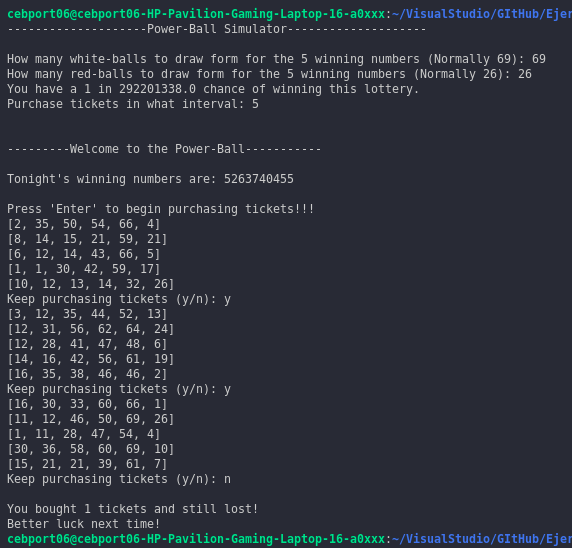 cebport06@cebport06-HP-Pavilion-Gaming-Laptop-16-a0xxx:~/VisualStudio/GItHub/Ejer
--------------------Power-Ball Simulator--------------------
How many white-balls to draw form for the 5 winning numbers (Normally 69): 69
How many red-balls to draw form for the 5 winning numbers (Normally 26): 26
You have a 1 in 292201338.0 chance of winning this lottery.
Purchase tickets in what interval: 5
---------Welcome to the Power-Ball-----------
Tonight's winning numbers are: 5263740455
Press 'Enter' to begin purchasing tickets!!!
[2, 35, 50, 54, 66, 4]
[8, 14, 15, 21, 59, 21]
[6, 12, 14, 43, 66, 5]
[1, 1, 30, 42, 59, 17]
[10, 12, 13, 14, 32, 26]
Keep purchasing tickets (y/n): y
[3, 12, 35, 44, 52, 13]
[12, 31, 56, 62, 64, 24]
[12, 28, 41, 47, 48, 6]
[14, 16, 42, 56, 61, 19]
[16, 35, 38, 46, 46, 2]
Keep purchasing tickets (y/n): y
[16, 30, 33, 60, 66, 1]
[11, 12, 46, 50, 69, 26]
[1, 11, 28, 47, 54, 4]
[30, 36, 58, 60, 69, 10]
[15, 21, 21, 39, 61, 7]
Keep purchasing tickets (y/n): n
You bought 1 tickets and still lost!
Better luck next time!
cebport06@cebport06-HP-Pavilion-Gaming-Laptop-16-a0xxx:~/VisualStudio/GItHub/Ejer